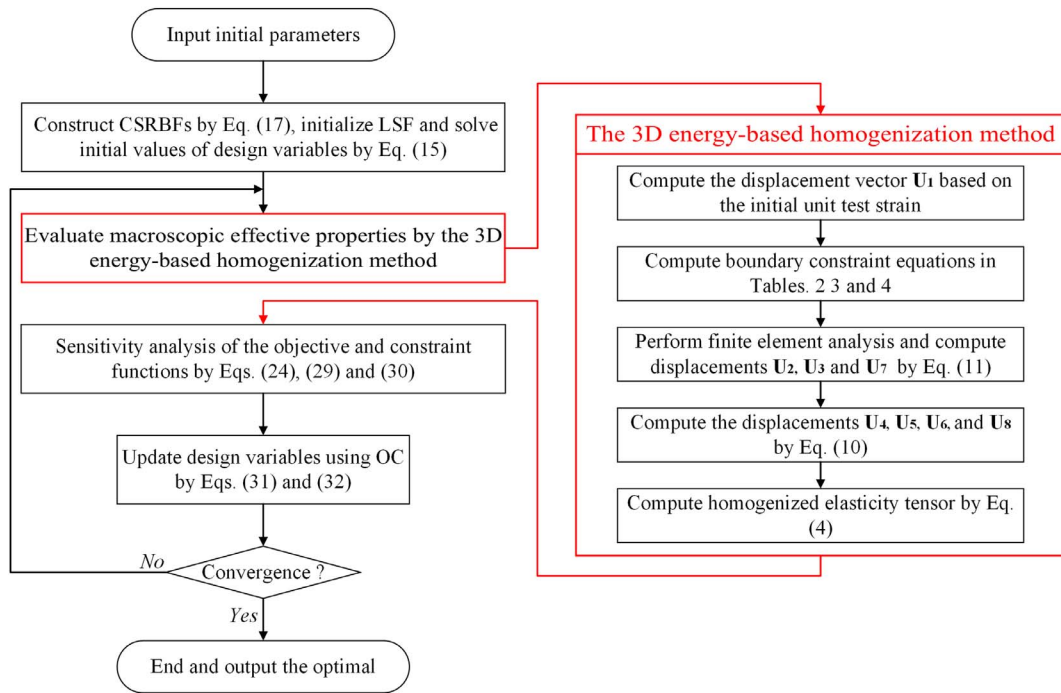 Input initial parameters
Construct CSRBFs by Eq. (17), initialize LSF and solve
initial values of design variables by Eq. (15)
Evaluate macroscopic effective properties by the 3D
energy-based homogenization method
The 3D energy-based homogenization method
Compute the displacement vector U₁ based on
the initial unit test strain
Compute boundary constraint equations in
Tables. 2 3 and 4
Perform finite element analysis and compute
displacements U₂, U₃ and U₇ by Eq. (11)
Compute the displacements U₄, U₅, U₆, and U₈
by Eq. (10)
Compute homogenized elasticity tensor by Eq.
(4)
Sensitivity analysis of the objective and constraint
functions by Eqs. (24), (29) and (30)
Update design variables using OC
by Eqs. (31) and (32)
No
Convergence ?
Yes
End and output the optimal